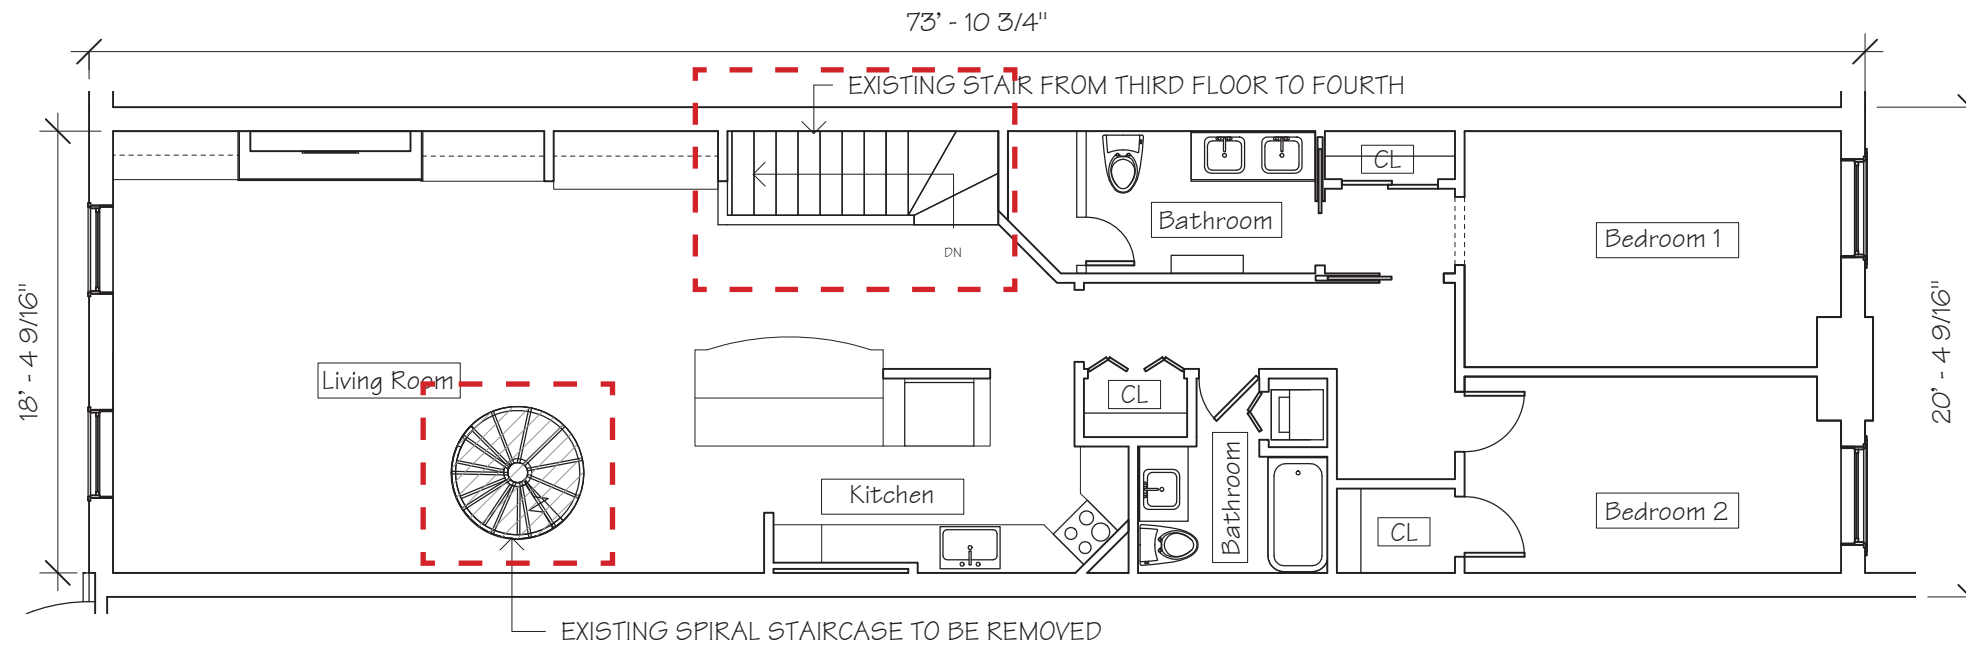 73' - 10 3/4"
EXISTING STAIR FROM THIRD FLOOR TO FOURTH
CL
Bathroom
Bedroom 1
DN
18' - 4 9/16"
20' - 4 9/16"
Living Room
CL
Kitchen
Bathroom
CL
Bedroom 2
EXISTING SPIRAL STAIRCASE TO BE REMOVED